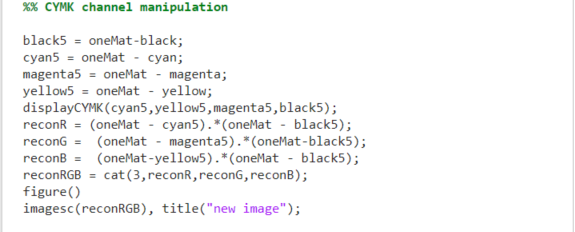 %% CYMK channel manipulation
black5 = oneMat-black;
cyan5 = oneMat - cyan;
magenta5 = oneMat - magenta;
yellow5 = oneMat - yellow;
displayCYMK(cyan5,yellow5,magenta5,black5);
reconR = (oneMat - cyan5).*(oneMat - black5);
reconG =  (oneMat - magenta5).*(oneMat-black5);
reconB =  (oneMat-yellow5).*(oneMat - black5);
reconRGB = cat(3,reconR,reconG,reconB);
figure()
imagesc(reconRGB), title("new image");